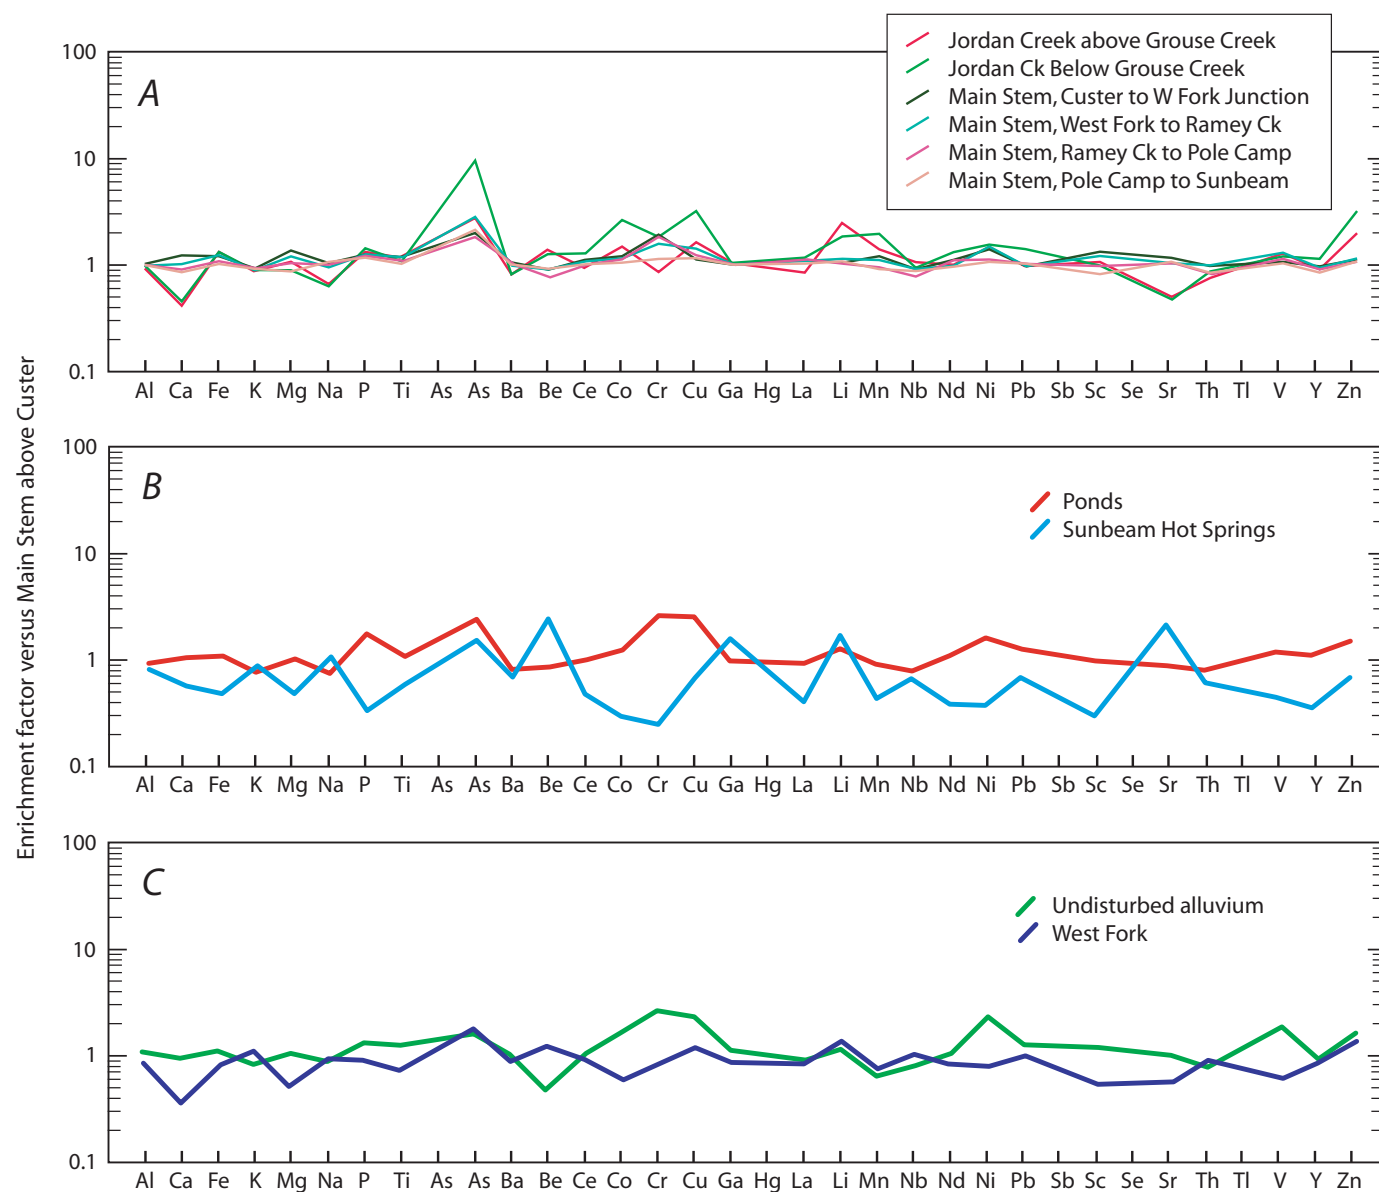 Enrichment factor versus Main Stem above Custer
A
100
10
1
0.1
Jordan Creek above Grouse Creek
Jordan Ck Below Grouse Creek
Main Stem, Custer to W Fork Junction
Main Stem, West Fork to Ramey Ck
Main Stem, Ramey Ck to Pole Camp
Main Stem, Pole Camp to Sunbeam
Al Ca Fe K Mg Na P Ti As As Ba Be Ce Co Cr Cu Ga Hg La Li Mn Nb Nd Ni Pb Sb Sc Se Sr Th Tl V Y Zn
B
100
10
1
0.1
Ponds
Sunbeam Hot Springs
Al Ca Fe K Mg Na P Ti As As Ba Be Ce Co Cr Cu Ga Hg La Li Mn Nb Nd Ni Pb Sb Sc Se Sr Th Tl V Y Zn
C
100
10
1
0.1
Undisturbed alluvium
West Fork
Al Ca Fe K Mg Na P Ti As As Ba Be Ce Co Cr Cu Ga Hg La Li Mn Nb Nd Ni Pb Sb Sc Se Sr Th Tl V Y Zn